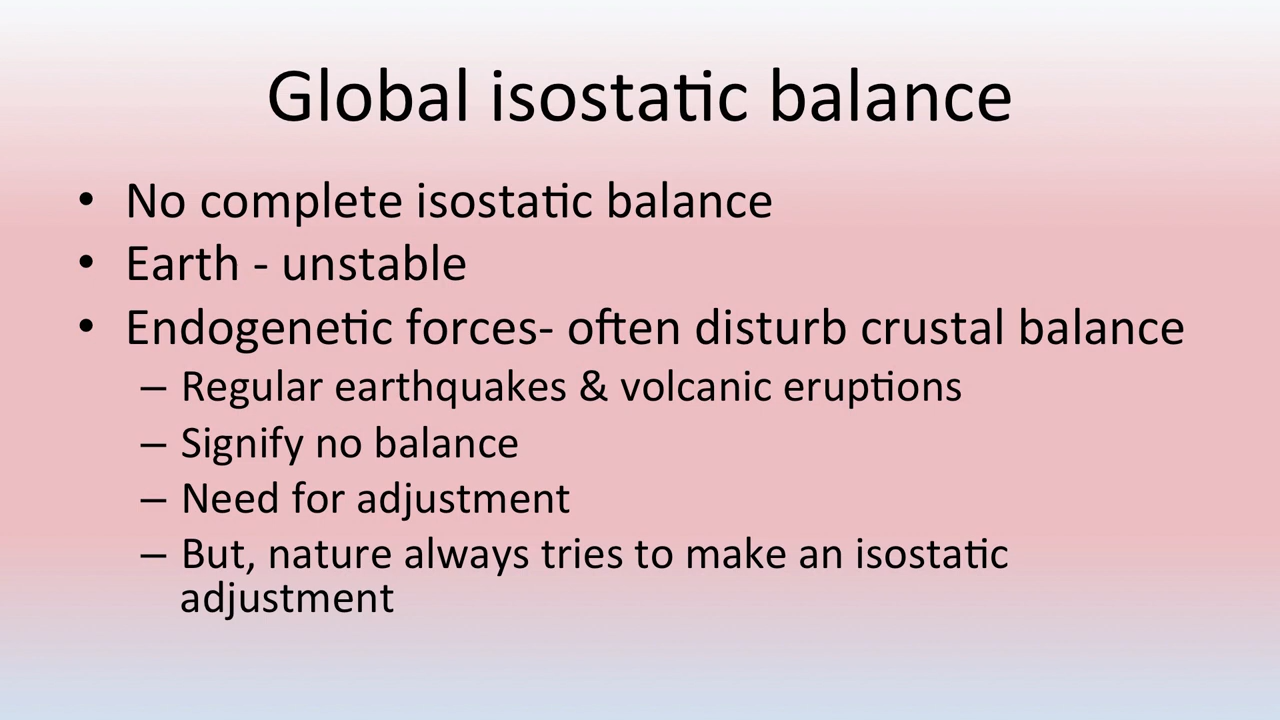 Global isostatic balance
• No complete isostatic balance
• Earth - unstable
• Endogenetic forces- often disturb crustal balance
– Regular earthquakes & volcanic eruptions
– Signify no balance
– Need for adjustment
– But, nature always tries to make an isostatic
adjustment